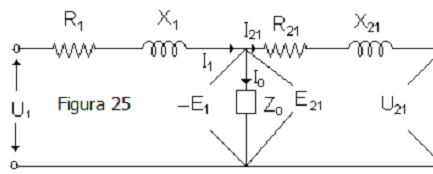 R₁ X₁ I₂₁ R₂₁ X₂₁
I₁
I₀
U₁ Figura 25 –E₁ Z₀ E₂₁ U₂₁